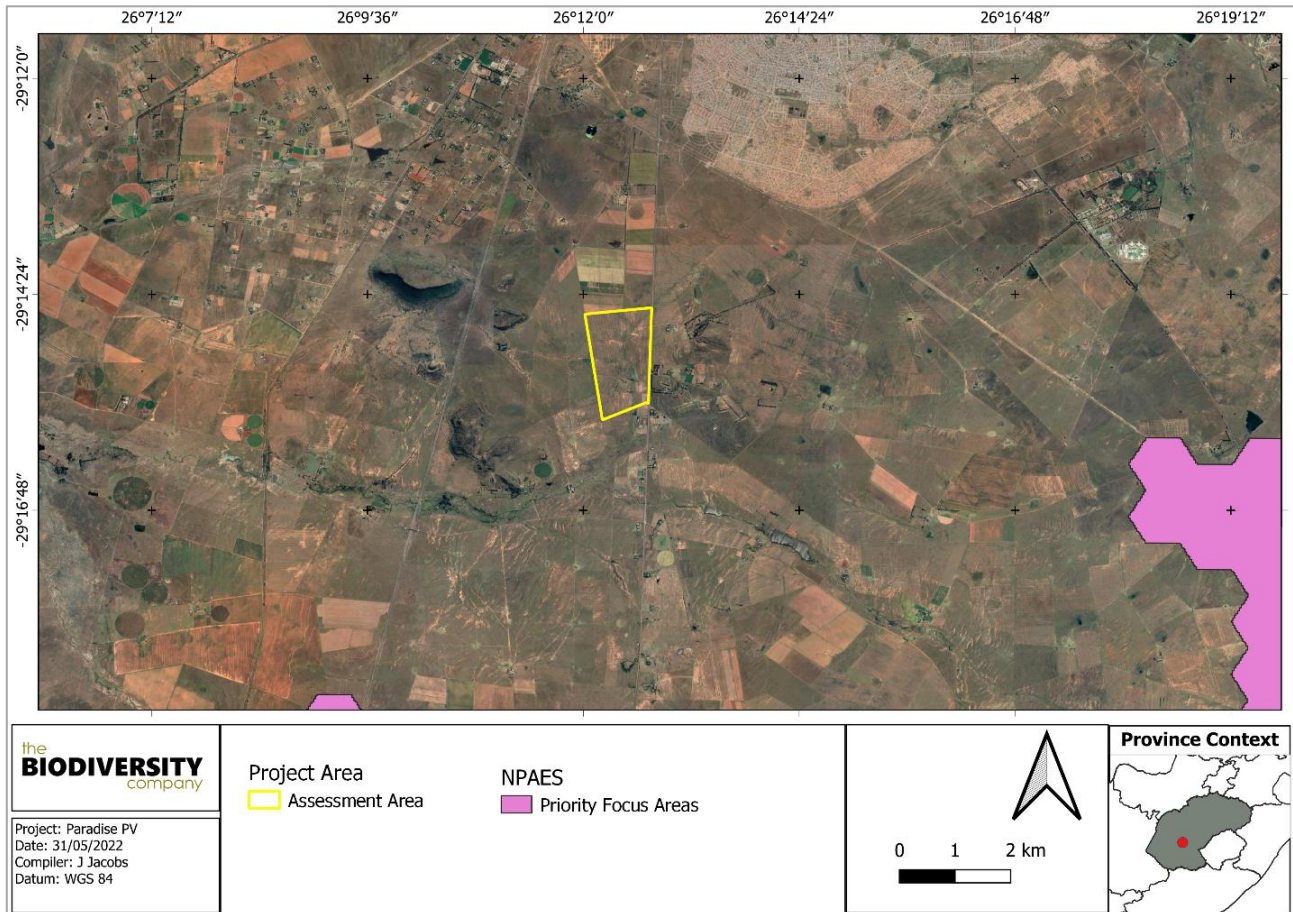 26°7′12″ 26°9′36″ 26°12′0″ 26°14′24″ 26°16′48″ 26°19′12″
-29°12′0″
-29°14′24″
-29°16′48″
the
BIODIVERSITY
company
Project: Paradise PV
Date: 31/05/2022
Compiler: J Jacobs
Datum: WGS 84
Project Area
Assessment Area
NPAES
Priority Focus Areas
0 1 2 km
Province Context